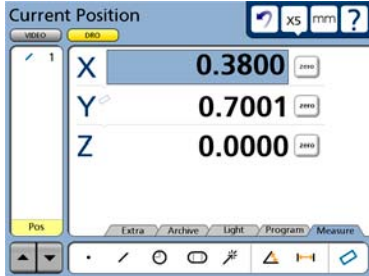 Current Position
x5 mm ?
VIDEO DRO
1
X 0.3800 zero
Y 0.7001 zero
Z 0.0000 zero
Pos
Extra Archive Light Program Measure